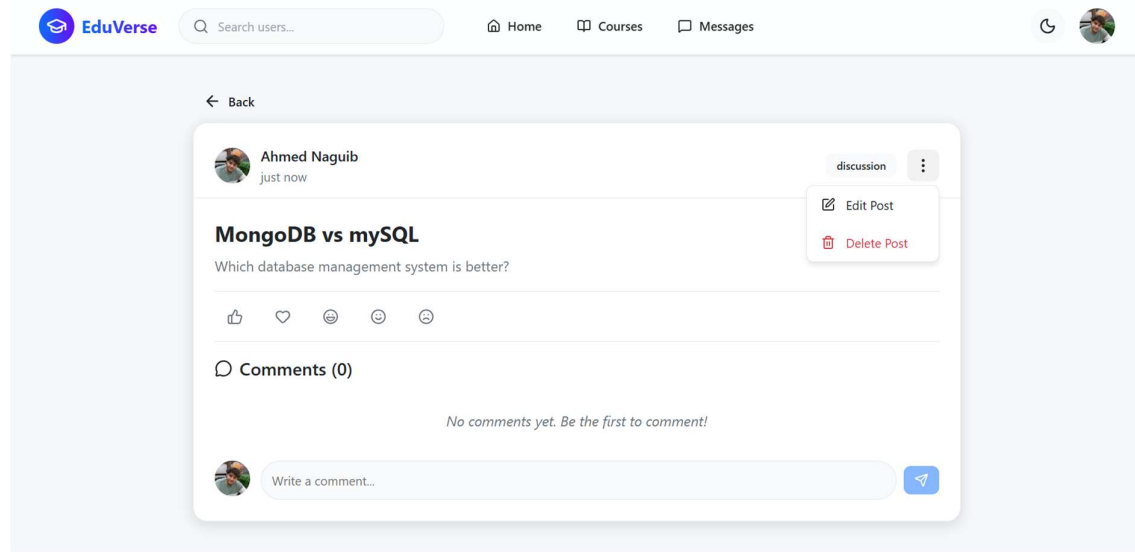 EduVerse
Search users...
Home
Courses
Messages
Back
Ahmed Naguib
just now
discussion
Edit Post
Delete Post
MongoDB vs mySQL
Which database management system is better?
Comments (0)
No comments yet. Be the first to comment!
Write a comment...